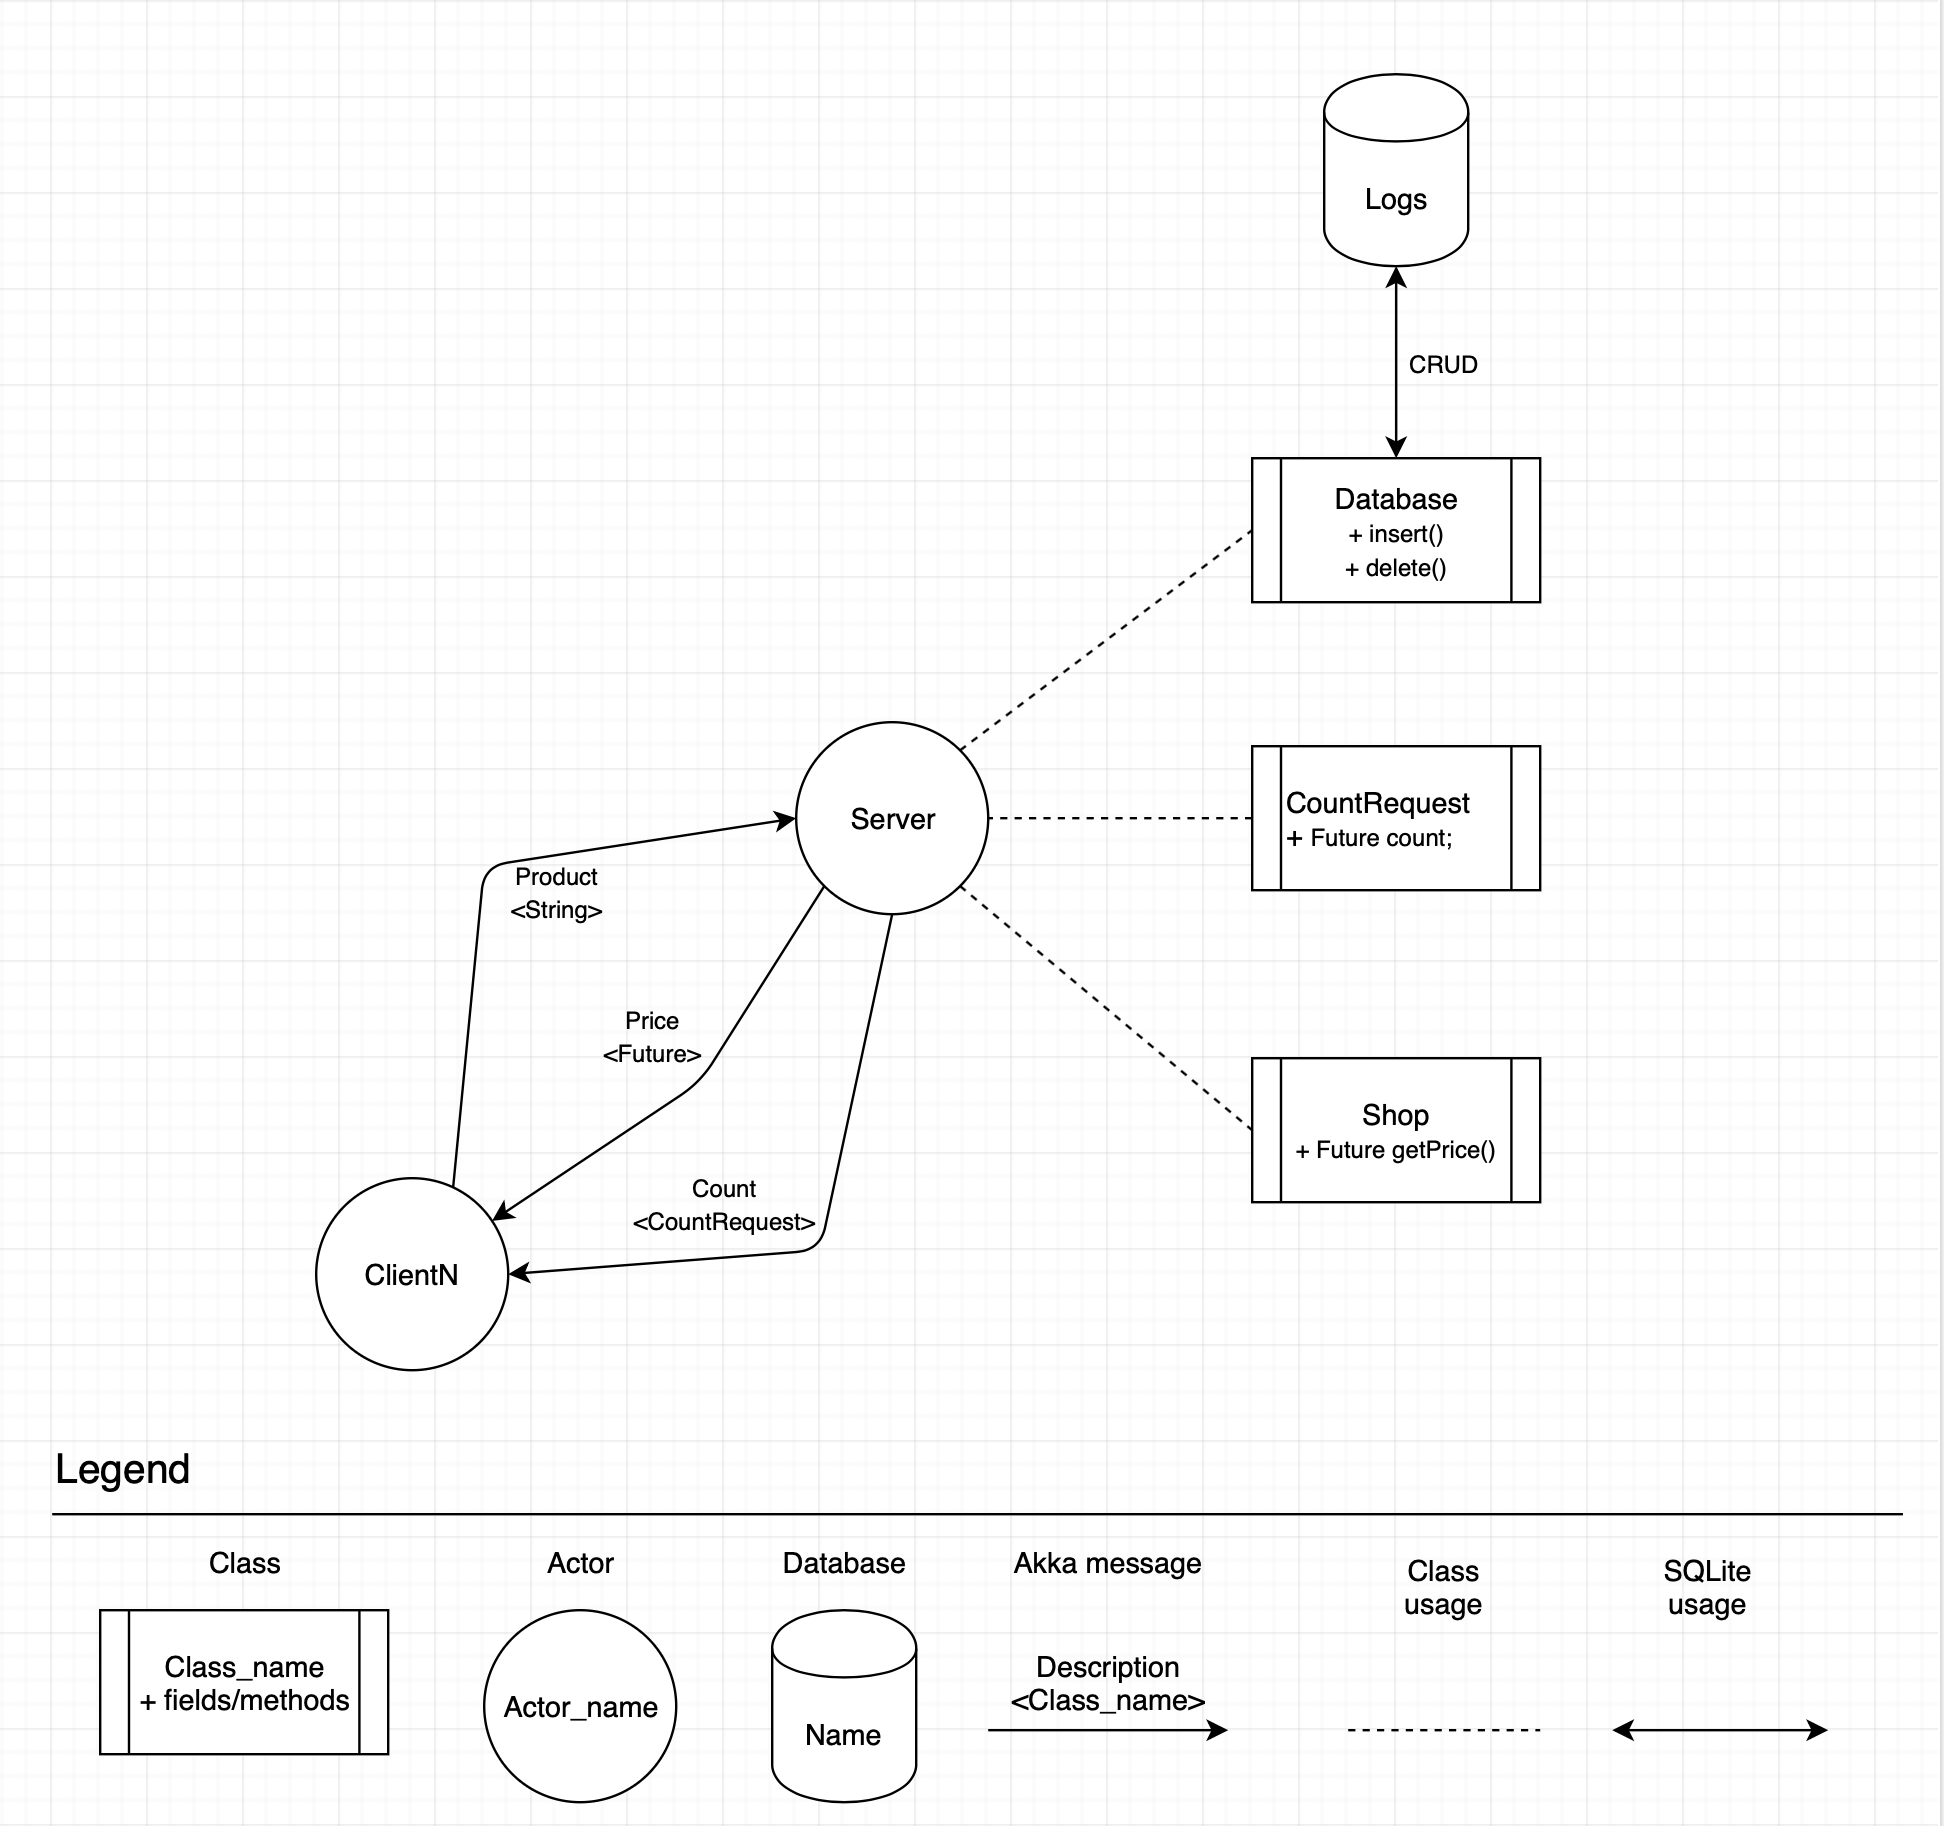 Logs
CRUD
Database
+ insert()
+ delete()
CountRequest
+ Future count;
Server
Product
<String>
Price
<Future>
Shop
+ Future getPrice()
Count
<CountRequest>
ClientN
Legend
Class
Actor
Database
Akka message
Class
usage
SQLite
usage
Class_name
+ fields/methods
Actor_name
Name
Description
<Class_name>